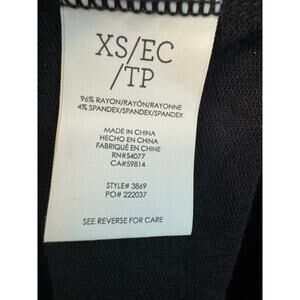 XS/EC
/TP
96% RAYON/RAYÓN/RAYONNE
4% SPANDEX/SPANDEX/SPANDEX
MADE IN CHINA
HECHO EN CHINA
FABRIQUÉ EN CHINE
RN#54077
CA#59814
STYLE# 3869
PO# 222037
SEE REVERSE FOR CARE